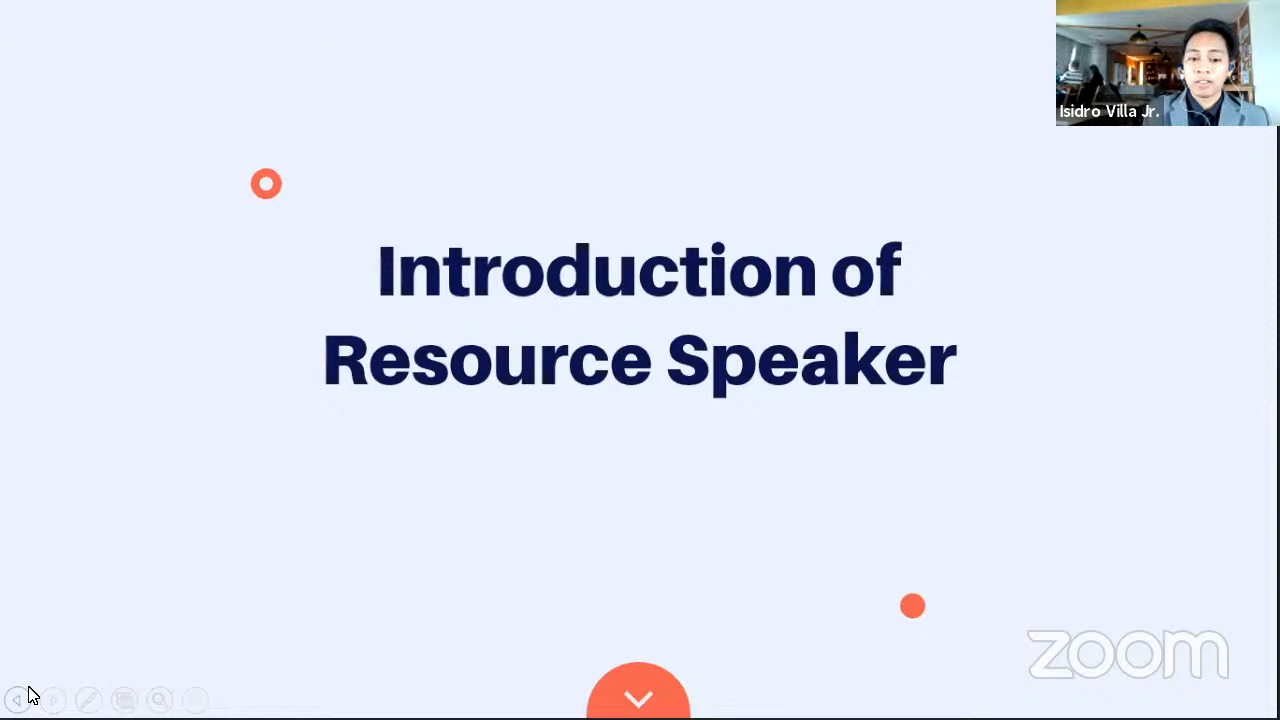 Isidro Villa Jr.
Introduction of
Resource Speaker
zoom